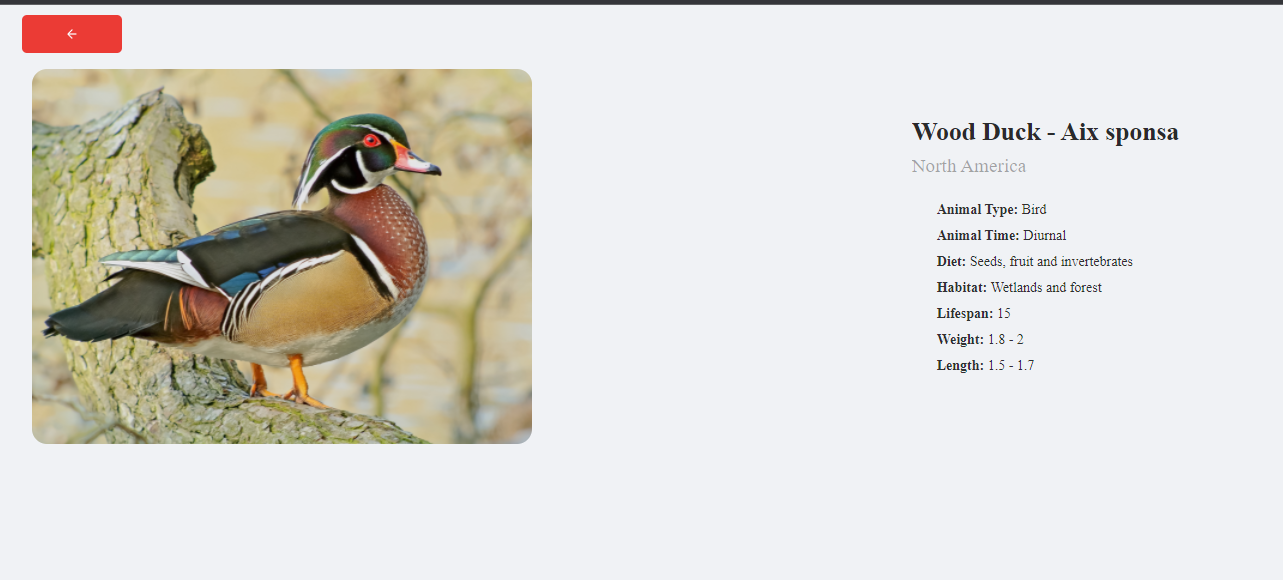 Wood Duck - Aix sponsa
North America
Animal Type: Bird
Animal Time: Diurnal
Diet: Seeds, fruit and invertebrates
Habitat: Wetlands and forest
Lifespan: 15
Weight: 1.8 - 2
Length: 1.5 - 1.7